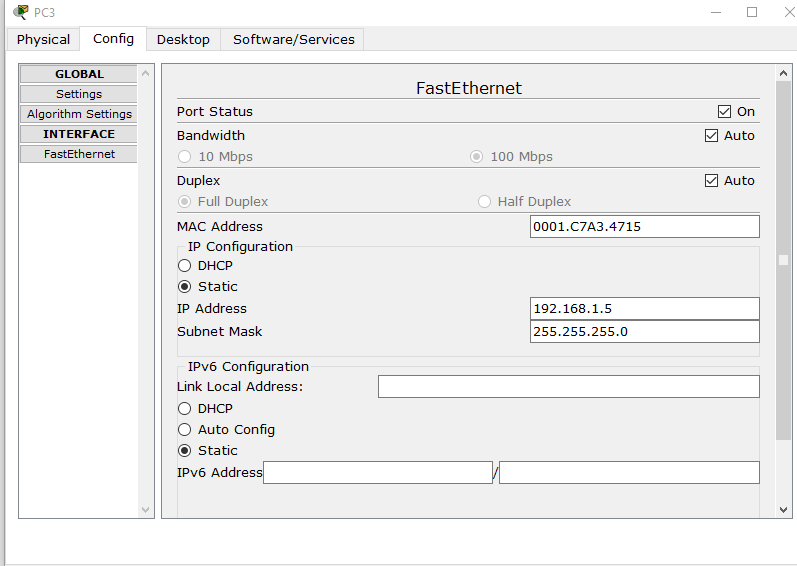 PC3
Physical Config Desktop Software/Services
GLOBAL
Settings
Algorithm Settings
INTERFACE
FastEthernet
FastEthernet
Port Status On
Bandwidth Auto
10 Mbps 100 Mbps
Duplex Auto
Full Duplex Half Duplex
MAC Address 0001.C7A3.4715
IP Configuration
DHCP
Static
IP Address 192.168.1.5
Subnet Mask 255.255.255.0
IPv6 Configuration
Link Local Address:
DHCP
Auto Config
Static
IPv6 Address /